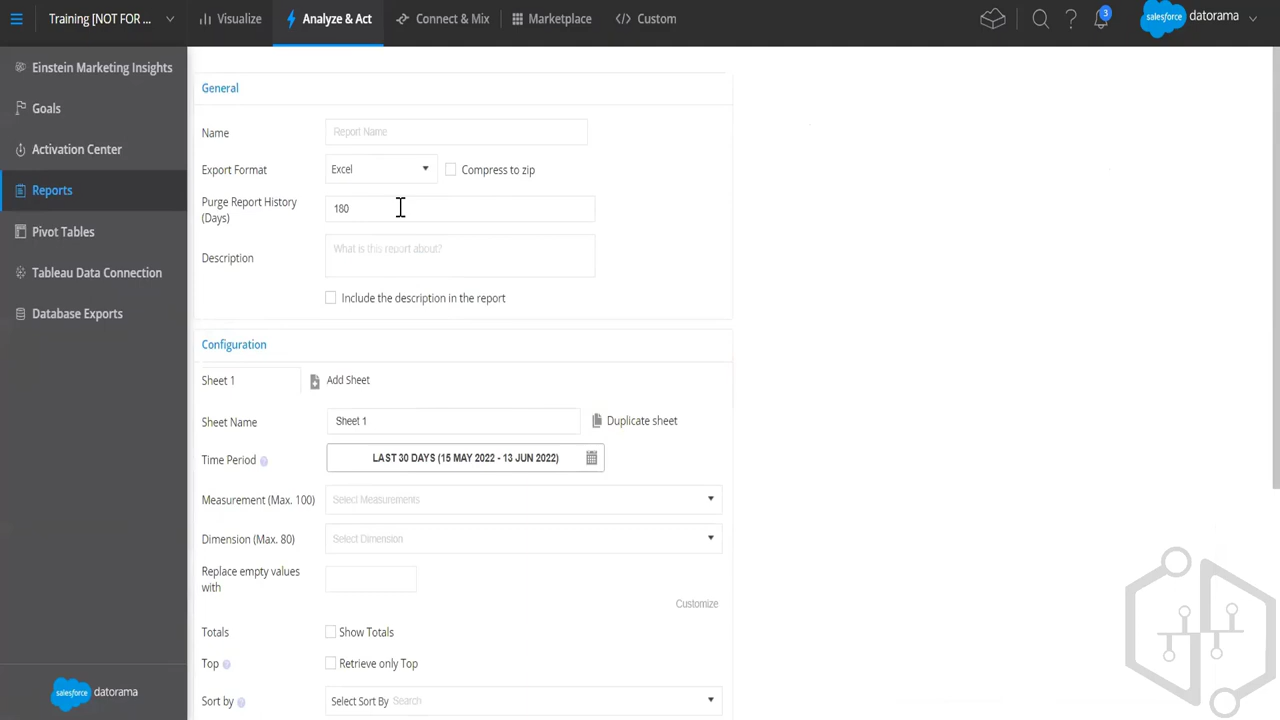 Training [NOT FOR ...
Visualize
Analyze & Act
Connect & Mix
Marketplace
Custom
3
salesforce datorama
Einstein Marketing Insights
Goals
Activation Center
Reports
Pivot Tables
Tableau Data Connection
Database Exports
salesforce datorama
General
Name
Report Name
Export Format
Excel
Compress to zip
Purge Report History
(Days)
180
Description
What is this report about?
Include the description in the report
Configuration
Sheet 1
Add Sheet
Sheet Name
Sheet 1
Duplicate sheet
Time Period ?
LAST 30 DAYS (15 MAY 2022 - 13 JUN 2022)
Measurement (Max. 100)
Select Measurements
Dimension (Max. 80)
Select Dimension
Replace empty values
with
Customize
Totals
Show Totals
Top ?
Retrieve only Top
Sort by ?
Select Sort By Search